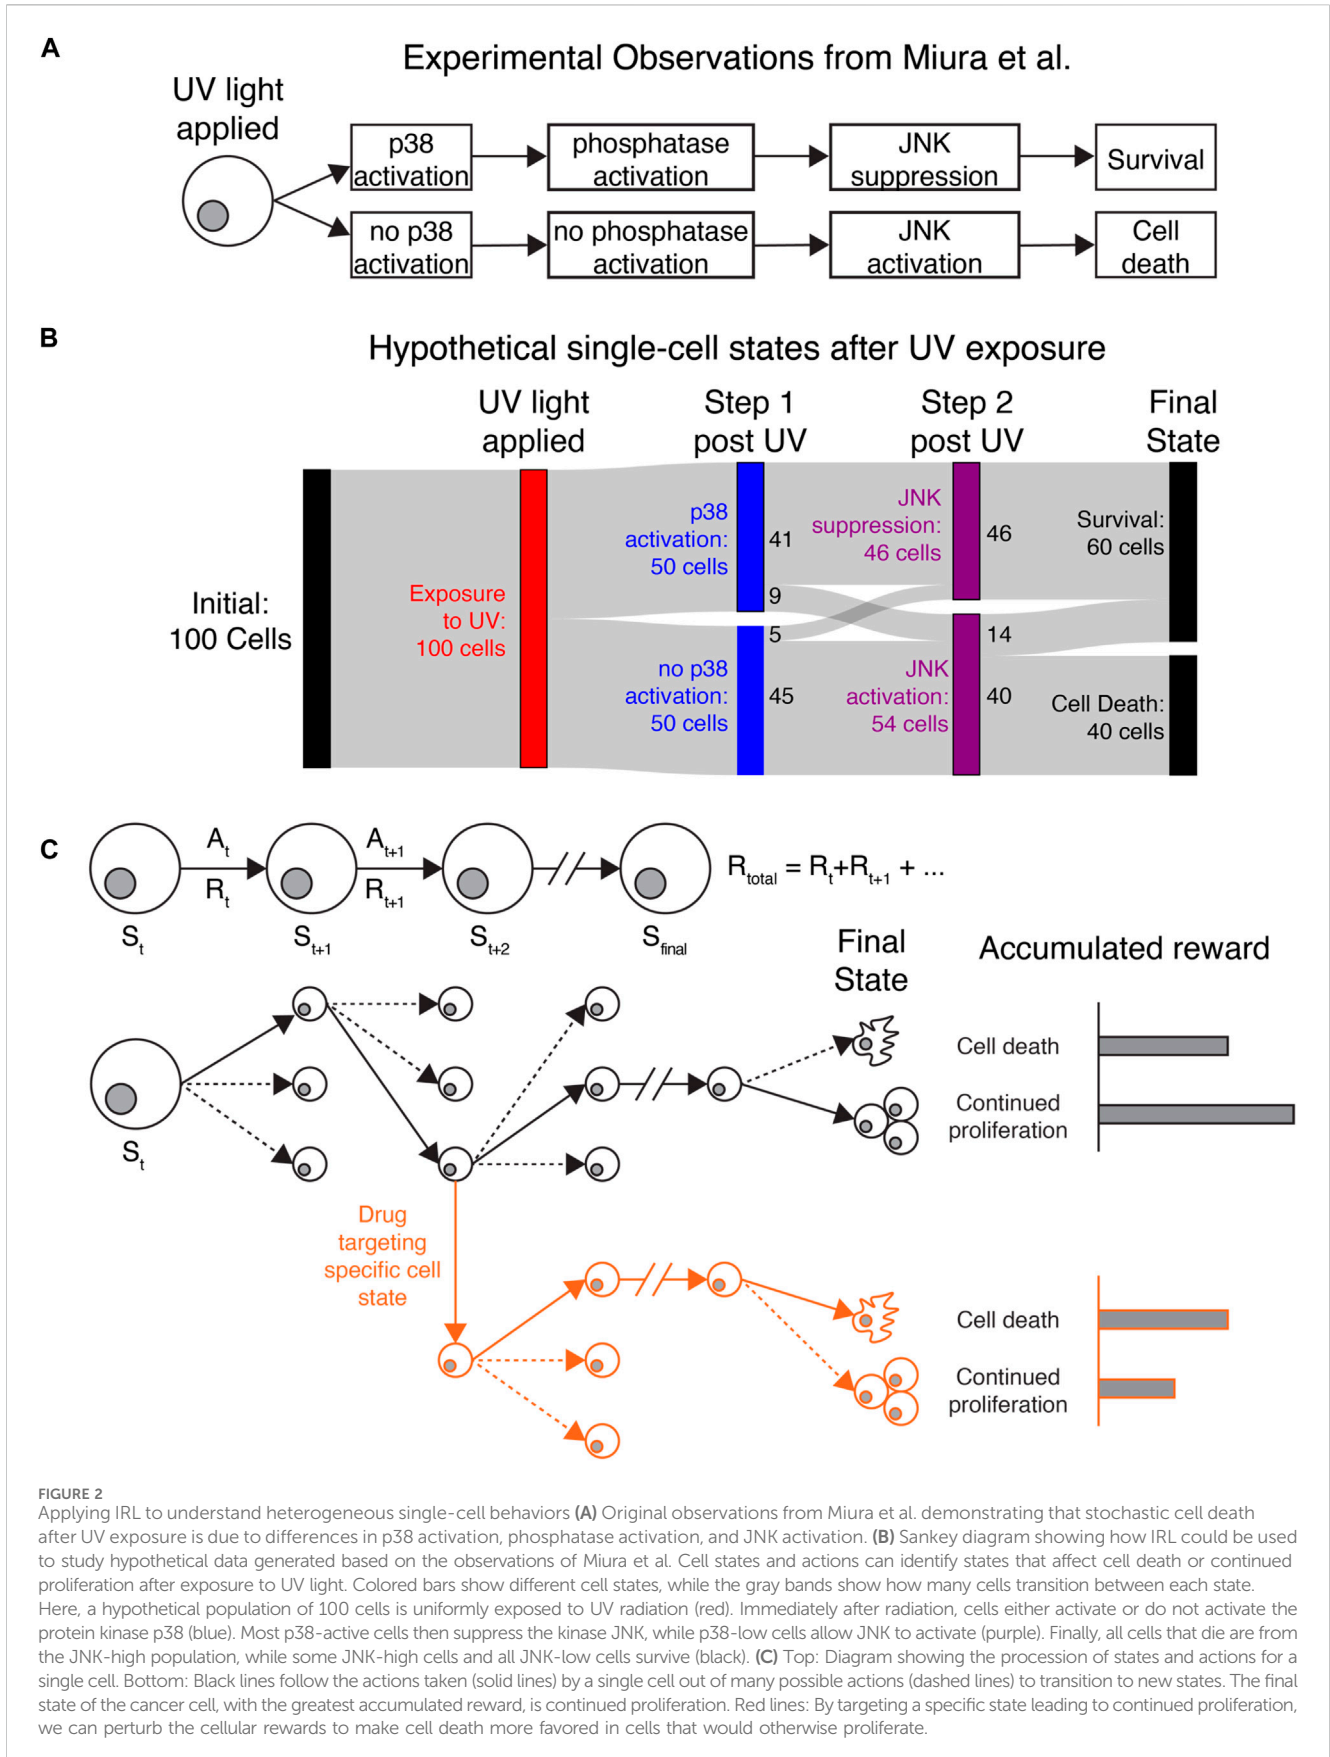 A
Experimental Observations from Miura et al.
UV light
applied
p38
activation
phosphatase
activation
JNK
suppression
Survival
no p38
activation
no phosphatase
activation
JNK
activation
Cell
death
B
Hypothetical single-cell states after UV exposure
UV light
applied
Step 1
post UV
Step 2
post UV
Final
State
Initial:
100 Cells
Exposure
to UV:
100 cells
p38
activation:
50 cells
41
9
5
no p38
activation:
50 cells
45
JNK
suppression:
46 cells
46
14
JNK
activation:
54 cells
40
Survival:
60 cells
Cell Death:
40 cells
C
At
Rt
At+1
Rt+1
Rtotal = Rt+Rt+1 + ...
St
St+1
St+2
Sfinal
Final
State
Accumulated reward
St
Cell death
Continued
proliferation
Drug
targeting
specific cell
state
Cell death
Continued
proliferation
FIGURE 2
Applying IRL to understand heterogeneous single-cell behaviors (A) Original observations from Miura et al. demonstrating that stochastic cell death
after UV exposure is due to differences in p38 activation, phosphatase activation, and JNK activation. (B) Sankey diagram showing how IRL could be used
to study hypothetical data generated based on the observations of Miura et al. Cell states and actions can identify states that affect cell death or continued
proliferation after exposure to UV light. Colored bars show different cell states, while the gray bands show how many cells transition between each state.
Here, a hypothetical population of 100 cells is uniformly exposed to UV radiation (red). Immediately after radiation, cells either activate or do not activate the
protein kinase p38 (blue). Most p38-active cells then suppress the kinase JNK, while p38-low cells allow JNK to activate (purple). Finally, all cells that die are from
the JNK-high population, while some JNK-high cells and all JNK-low cells survive (black). (C) Top: Diagram showing the procession of states and actions for a
single cell. Bottom: Black lines follow the actions taken (solid lines) by a single cell out of many possible actions (dashed lines) to transition to new states. The final
state of the cancer cell, with the greatest accumulated reward, is continued proliferation. Red lines: By targeting a specific state leading to continued proliferation,
we can perturb the cellular rewards to make cell death more favored in cells that would otherwise proliferate.